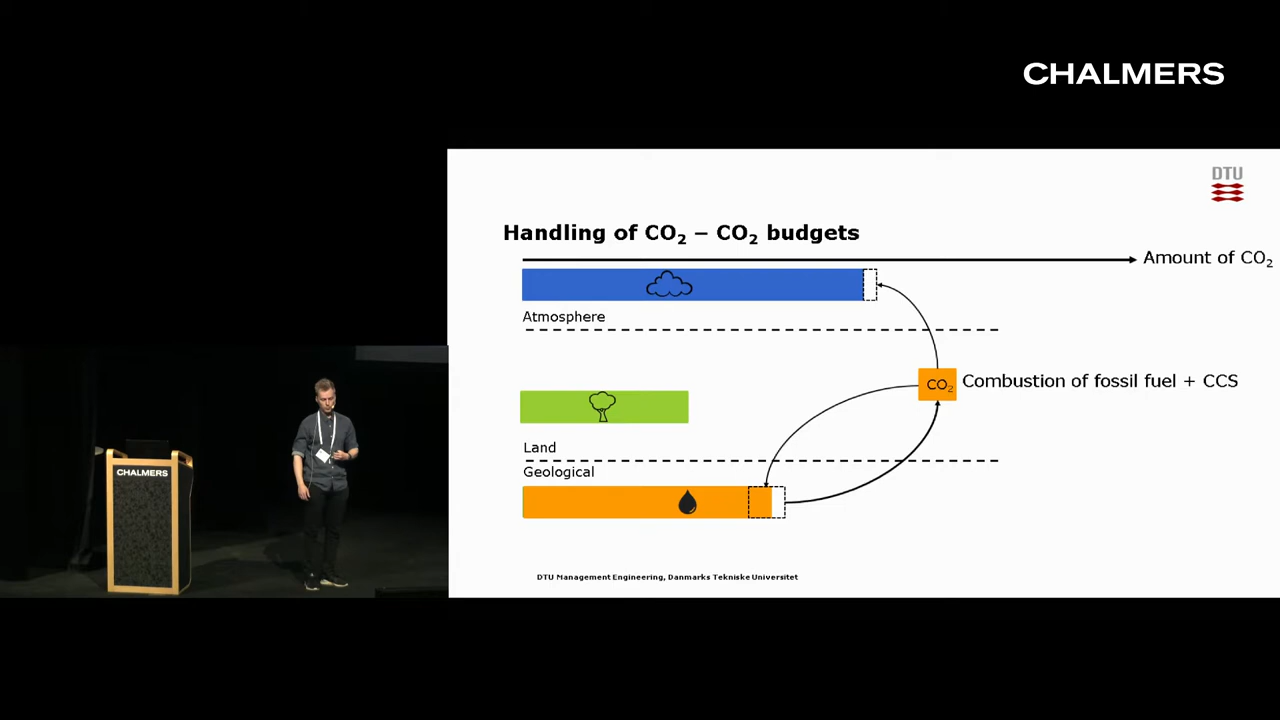 CHALMERS
DTU
Handling of CO₂ – CO₂ budgets
Amount of CO₂
Atmosphere
CO₂ Combustion of fossil fuel + CCS
Land
Geological
CHALMERS
DTU Management Engineering, Danmarks Tekniske Universitet